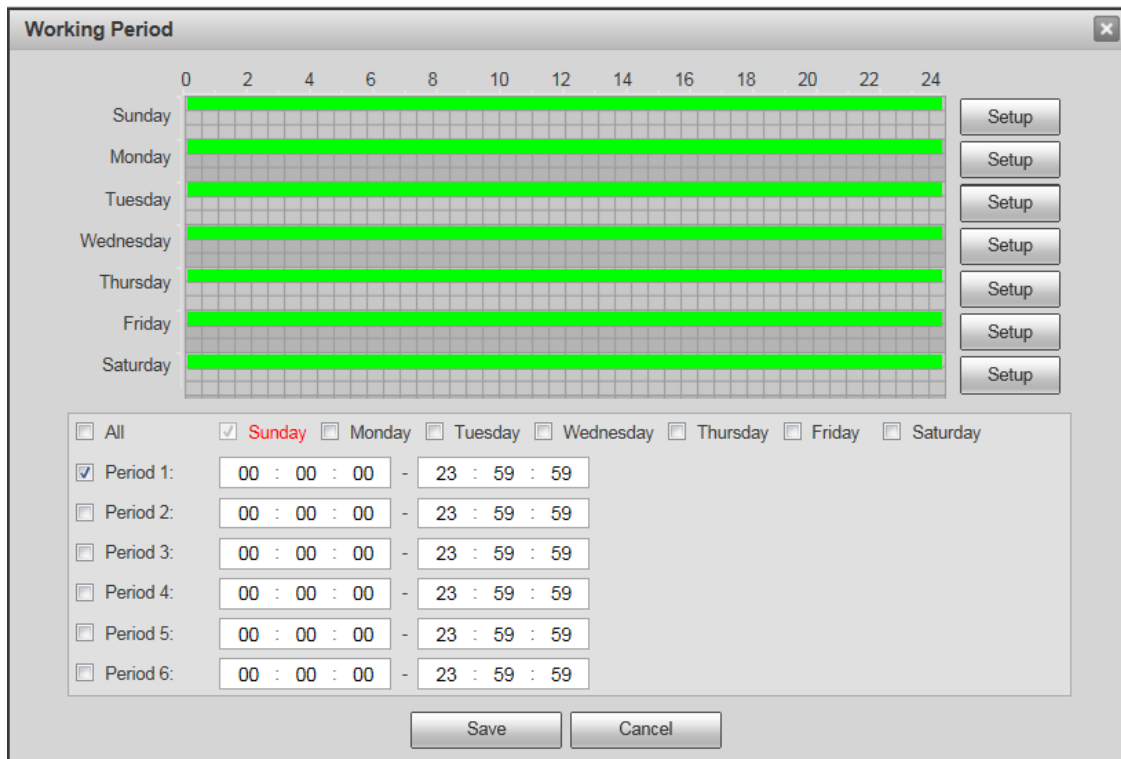 Working Period
0 2 4 6 8 10 12 14 16 18 20 22 24
Sunday Setup
Monday Setup
Tuesday Setup
Wednesday Setup
Thursday Setup
Friday Setup
Saturday Setup
All Sunday Monday Tuesday Wednesday Thursday Friday Saturday
Period 1: 00 : 00 : 00 - 23 : 59 : 59
Period 2: 00 : 00 : 00 - 23 : 59 : 59
Period 3: 00 : 00 : 00 - 23 : 59 : 59
Period 4: 00 : 00 : 00 - 23 : 59 : 59
Period 5: 00 : 00 : 00 - 23 : 59 : 59
Period 6: 00 : 00 : 00 - 23 : 59 : 59
Save Cancel